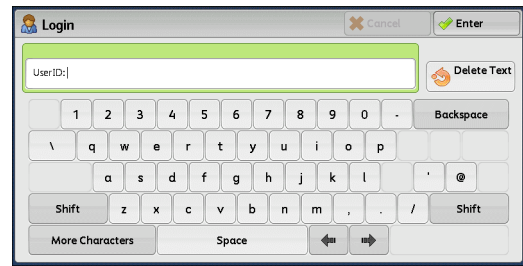 Login
Cancel
Enter
UserID:
Delete Text
1 2 3 4 5 6 7 8 9 0 - Backspace
\ q w e r t y u i o p
a s d f g h j k l ' @
Shift z x c v b n m , . / Shift
More Characters Space